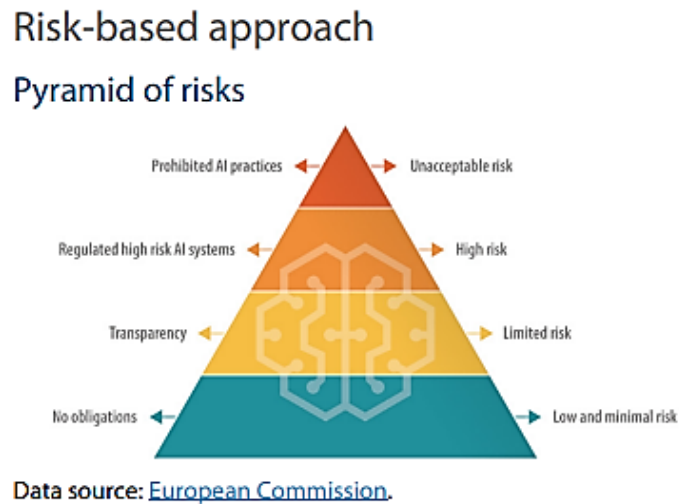 Risk-based approach
Pyramid of risks
Prohibited AI practices
Unacceptable risk
Regulated high risk AI systems
High risk
Transparency
Limited risk
No obligations
Low and minimal risk
Data source: European Commission.